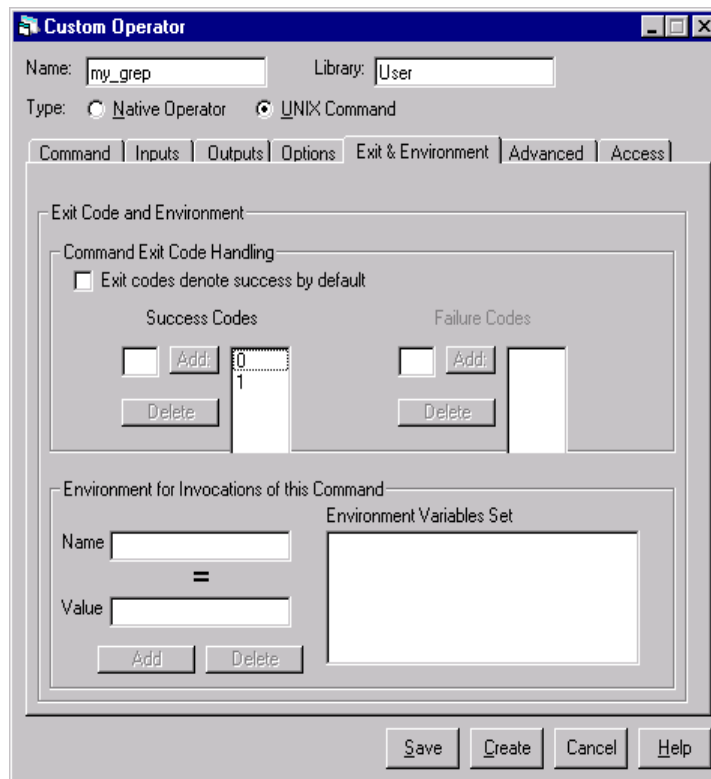 Custom Operator
Name: my_grep Library: User
Type: Native Operator UNIX Command
Command Inputs Outputs Options Exit & Environment Advanced Access
Exit Code and Environment
Command Exit Code Handling
Exit codes denote success by default
Success Codes Failure Codes
Add: 0 Add:
1
Delete Delete
Environment for Invocations of this Command
Environment Variables Set
Name
=
Value
Add Delete
Save Create Cancel Help